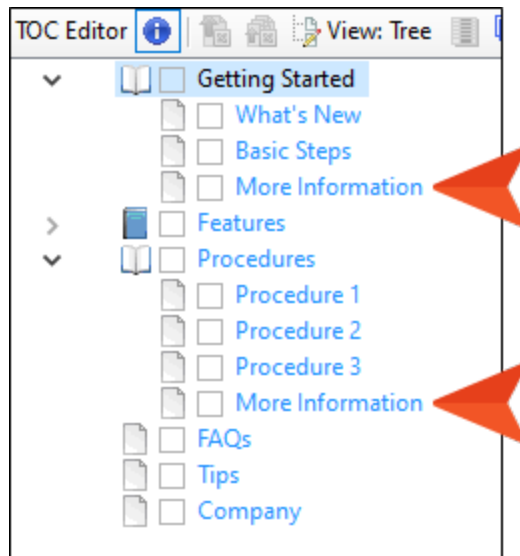 TOC Editor View: Tree
Getting Started
What's New
Basic Steps
More Information
Features
Procedures
Procedure 1
Procedure 2
Procedure 3
More Information
FAQs
Tips
Company